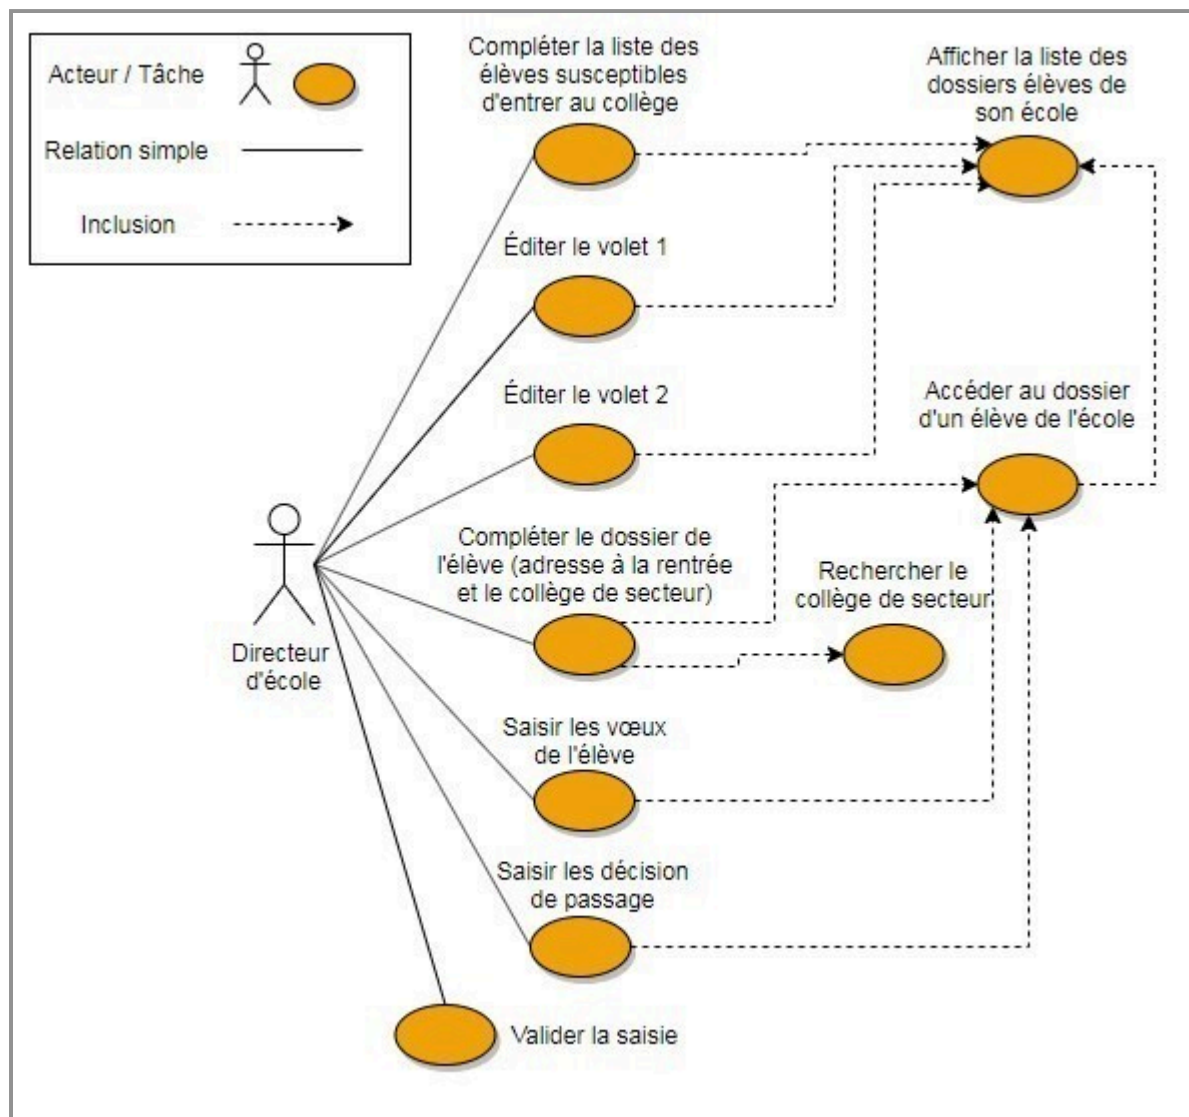 Acteur / Tâche
Relation simple
Inclusion
Compléter la liste des
élèves susceptibles
d'entrer au collège
Afficher la liste des
dossiers élèves de
son école
Éditer le volet 1
Éditer le volet 2
Accéder au dossier
d'un élève de l'école
Compléter le dossier de
l'élève (adresse à la rentrée
et le collège de secteur)
Rechercher le
collège de secteur
Directeur
d'école
Saisir les vœux
de l'élève
Saisir les décision
de passage
Valider la saisie